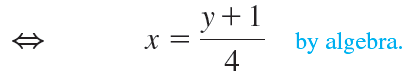 ⇔ x = (y + 1)/4 by algebra.